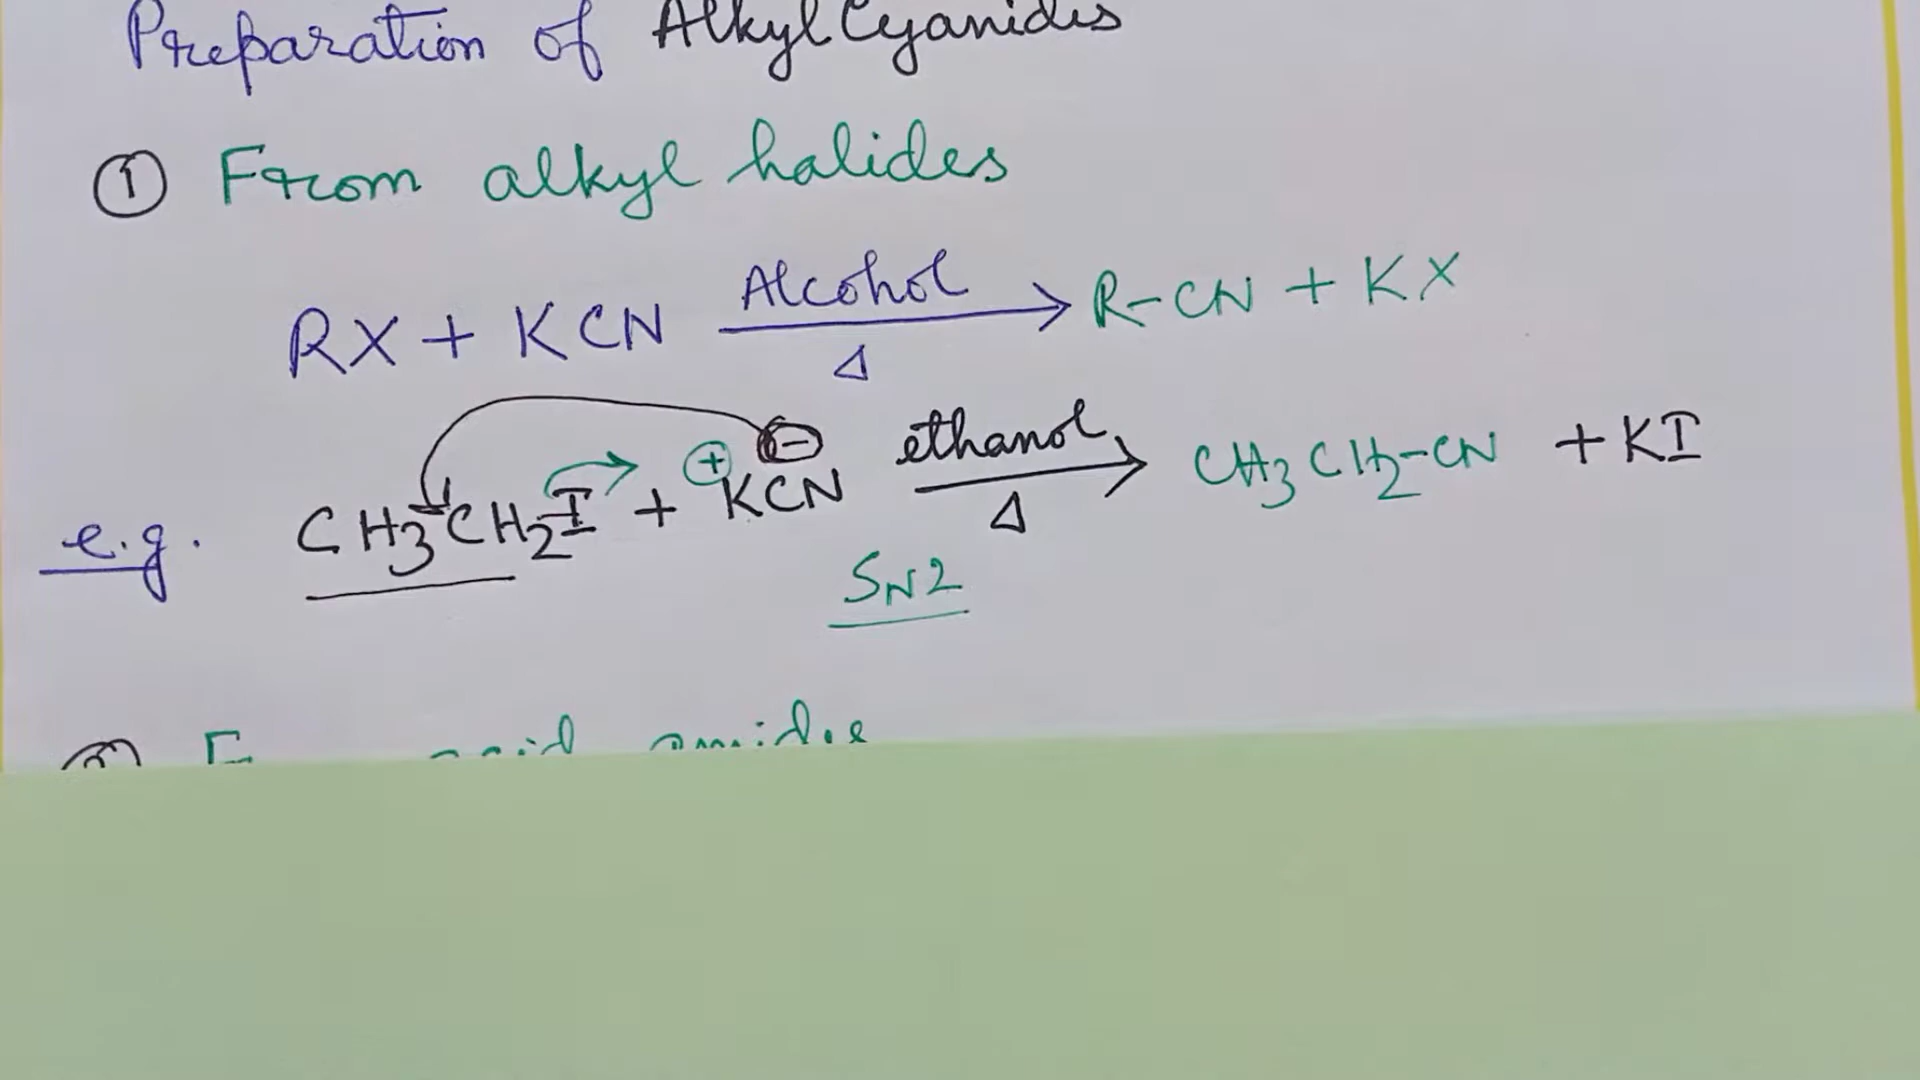 Preparation of Alkyl Cyanides
① From alkyl halides
RX + KCN Alcohol Δ → R-CN + KX
e.g. CH3CH2I + ⊕KCN⊖ ethanol Δ → CH3CH2-CN + KI
SN2